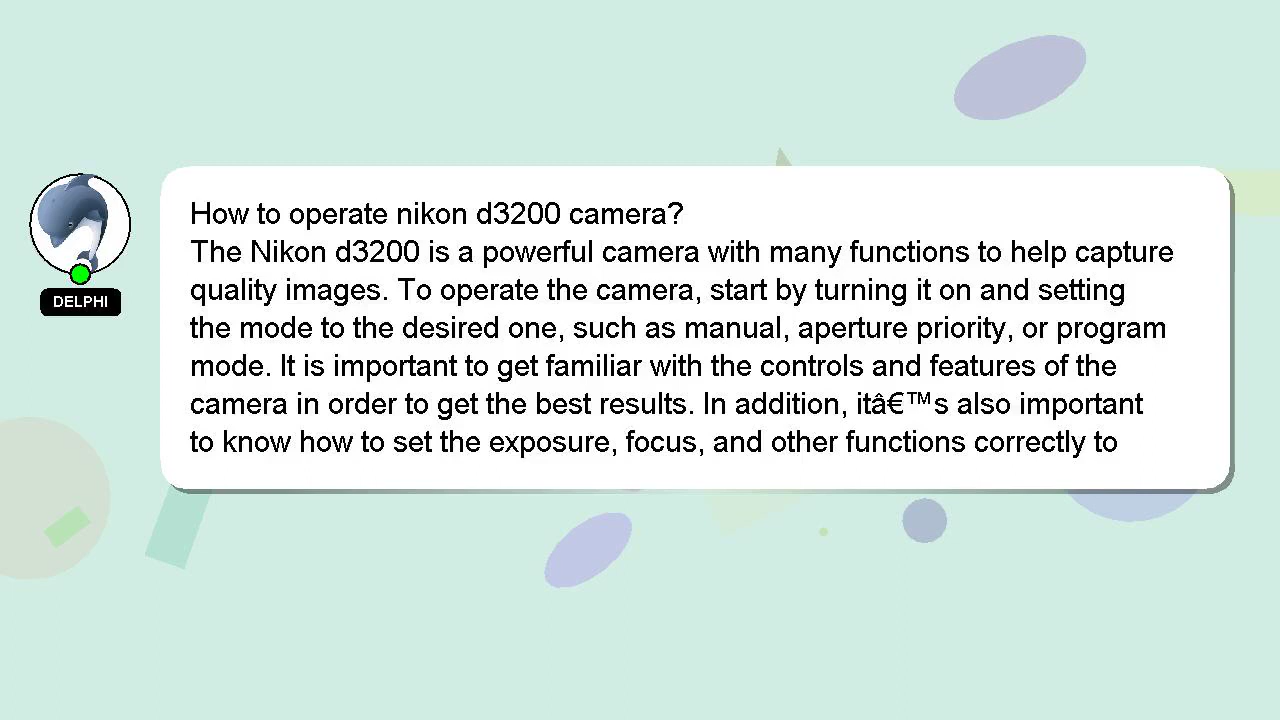 How to operate nikon d3200 camera?
The Nikon d3200 is a powerful camera with many functions to help capture
quality images. To operate the camera, start by turning it on and setting
the mode to the desired one, such as manual, aperture priority, or program
mode. It is important to get familiar with the controls and features of the
camera in order to get the best results. In addition, itâ€™s also important
to know how to set the exposure, focus, and other functions correctly to
DELPHI